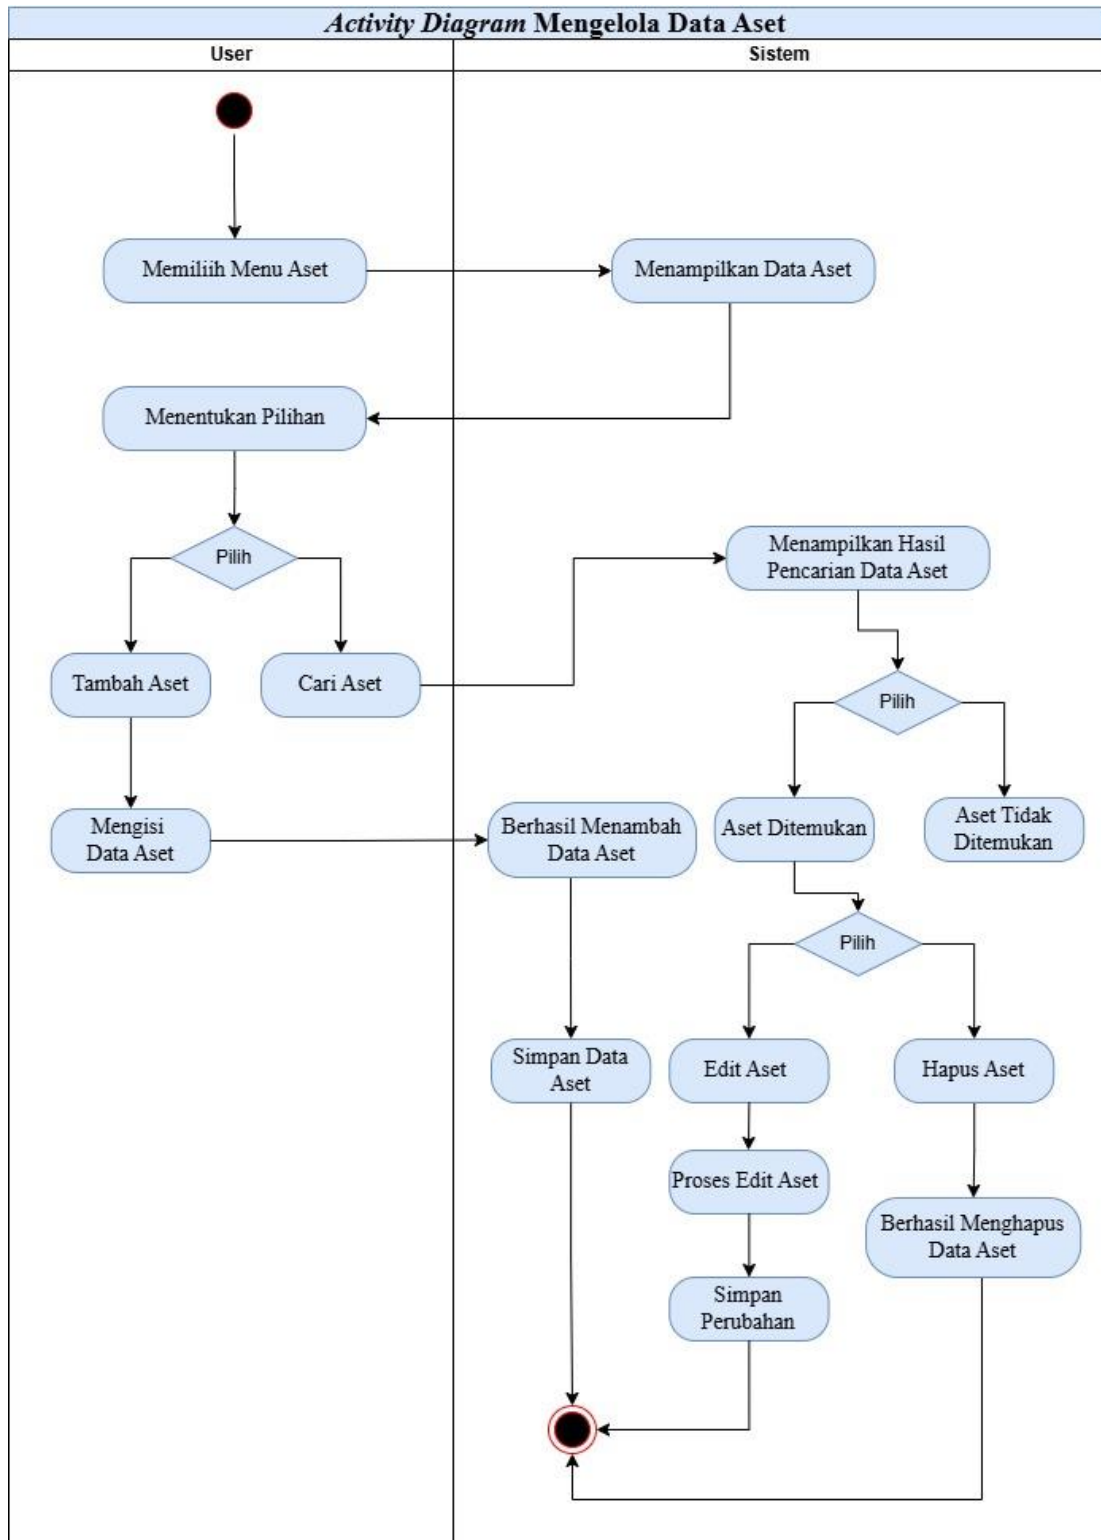 Activity Diagram Mengelola Data Aset
User
Sistem
Memiliih Menu Aset
Menampilkan Data Aset
Menentukan Pilihan
Pilih
Menampilkan Hasil
Pencarian Data Aset
Tambah Aset
Cari Aset
Pilih
Mengisi
Data Aset
Berhasil Menambah
Data Aset
Aset Ditemukan
Aset Tidak
Ditemukan
Pilih
Simpan Data
Aset
Edit Aset
Hapus Aset
Proses Edit Aset
Berhasil Menghapus
Data Aset
Simpan
Perubahan